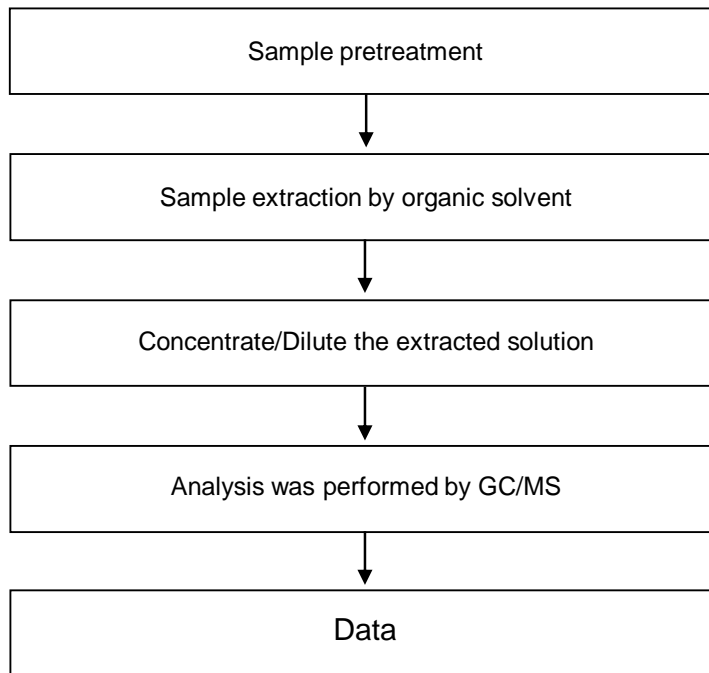 Sample pretreatment
Sample extraction by organic solvent
Concentrate/Dilute the extracted solution
Analysis was performed by GC/MS
Data